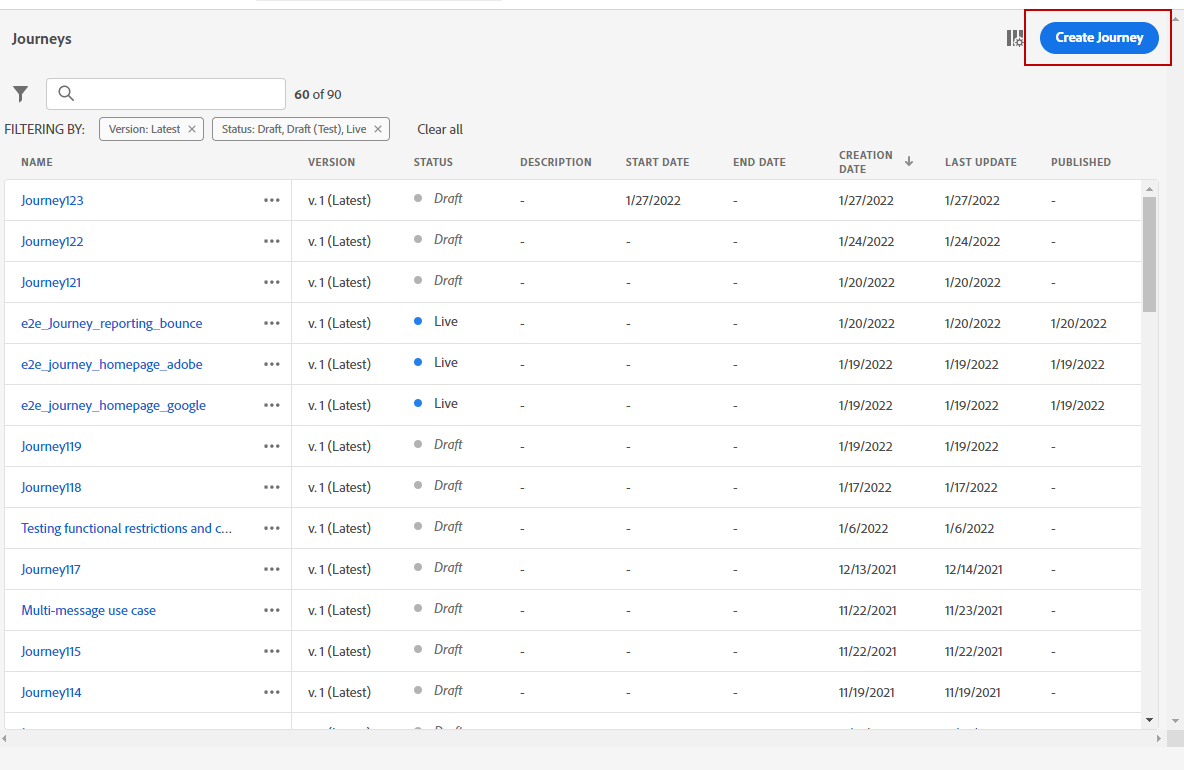 Journeys
Create Journey
60 of 90
FILTERING BY: Version: Latest × Status: Draft, Draft (Test), Live × Clear all
NAME VERSION STATUS DESCRIPTION START DATE END DATE CREATION DATE ↓ LAST UPDATE PUBLISHED
Journey123 ••• v. 1 (Latest) Draft - 1/27/2022 - 1/27/2022 1/27/2022 -
Journey122 ••• v. 1 (Latest) Draft - - - 1/24/2022 1/24/2022 -
Journey121 ••• v. 1 (Latest) Draft - - - 1/20/2022 1/20/2022 -
e2e_Journey_reporting_bounce ••• v. 1 (Latest) Live - - - 1/20/2022 1/20/2022 1/20/2022
e2e_journey_homepage_adobe ••• v. 1 (Latest) Live - - - 1/19/2022 1/19/2022 1/19/2022
e2e_journey_homepage_google ••• v. 1 (Latest) Live - - - 1/19/2022 1/19/2022 1/19/2022
Journey119 ••• v. 1 (Latest) Draft - - - 1/19/2022 1/19/2022 -
Journey118 ••• v. 1 (Latest) Draft - - - 1/17/2022 1/17/2022 -
Testing functional restrictions and c... ••• v. 1 (Latest) Draft - - - 1/6/2022 1/6/2022 -
Journey117 ••• v. 1 (Latest) Draft - - - 12/13/2021 12/14/2021 -
Multi-message use case ••• v. 1 (Latest) Draft - - - 11/22/2021 11/23/2021 -
Journey115 ••• v. 1 (Latest) Draft - - - 11/22/2021 11/22/2021 -
Journey114 ••• v. 1 (Latest) Draft - - - 11/19/2021 11/19/2021 -